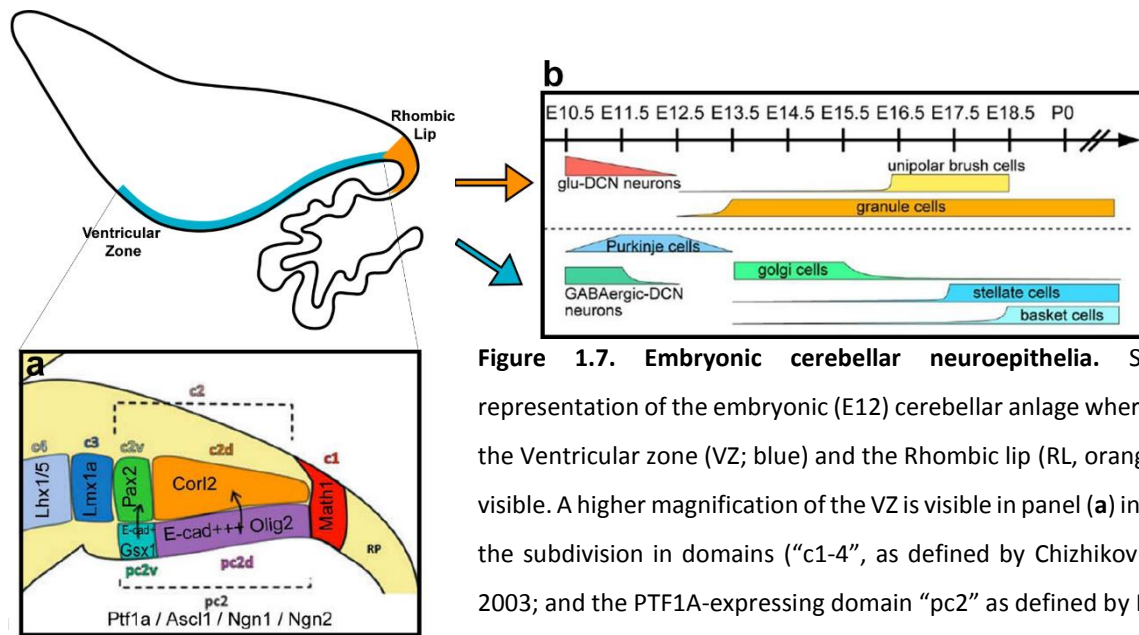 Rhombic
Lip
Ventricular
Zone
b
E10.5 E11.5 E12.5 E13.5 E14.5 E15.5 E16.5 E17.5 E18.5 P0
unipolar brush cells
glu-DCN neurons
granule cells
Purkinje cells
golgi cells
GABAergic-DCN
neurons
stellate cells
basket cells
a
c2
c4 c3 c2v c2d c1
Lhx1/5 Lmx1a Pax2 Corl2 Math1
E-cad+
Gsx1
E-cad+++ Olig2
RP
pc2v pc2d
pc2
Ptf1a / Ascl1 / Ngn1 / Ngn2
Figure 1.7. Embryonic cerebellar neuroepithelia.
representation of the embryonic (E12) cerebellar anlage
the Ventricular zone (VZ; blue) and the Rhombic lip (RL,
visible. A higher magnification of the VZ is visible in panel (a)
the subdivision in domains ("c1-4", as defined by Chizhikov
2003; and the PTF1A-expressing domain "pc2" as defined by